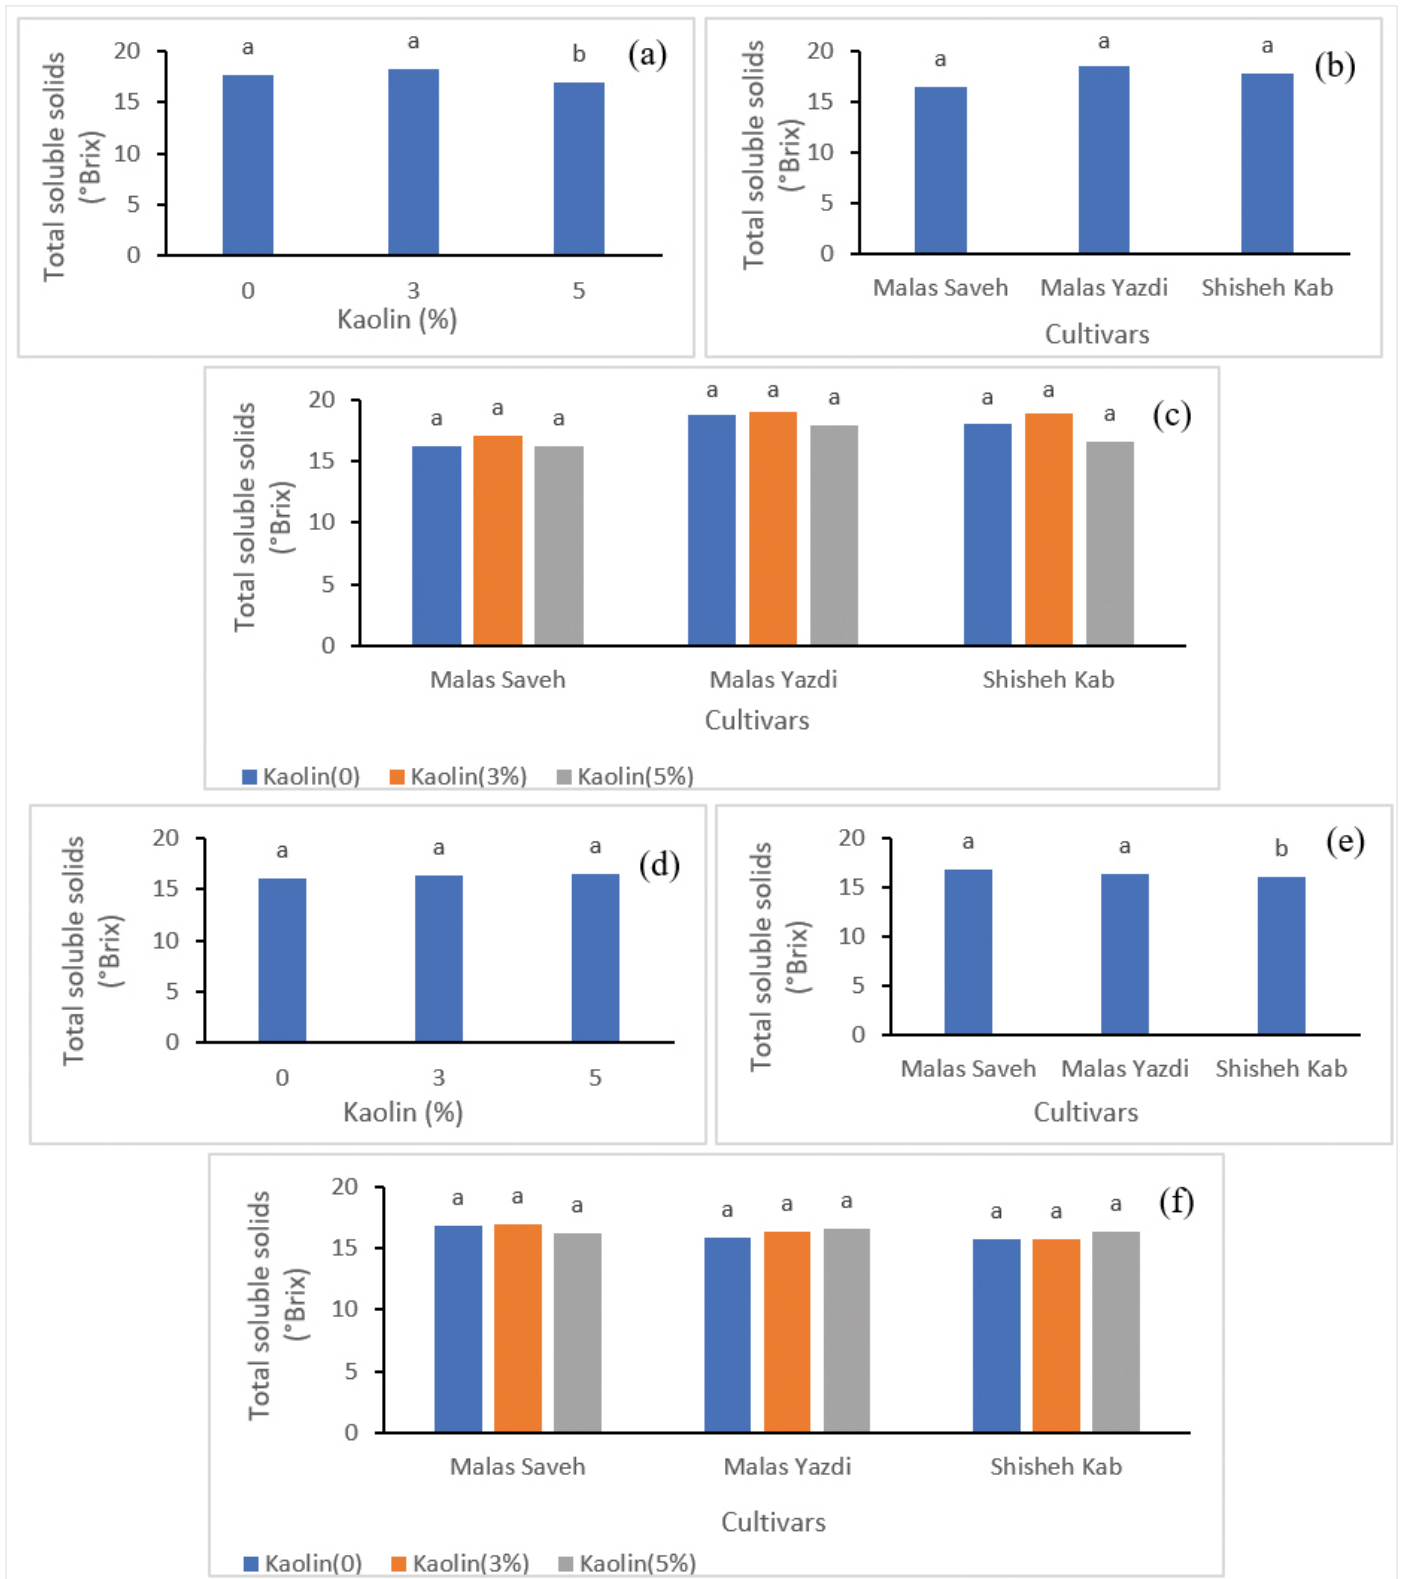 (a)
Total soluble solids
(°Brix)
20
15
10
5
0
a a b
0 3 5
Kaolin (%)
(b)
Total soluble solids
(°Brix)
20
15
10
5
0
a a a
Malas Saveh Malas Yazdi Shisheh Kab
Cultivars
(c)
Total soluble solids
(°Brix)
20
15
10
5
0
a a a a a a a a a
Malas Saveh Malas Yazdi Shisheh Kab
Cultivars
Kaolin(0) Kaolin(3%) Kaolin(5%)
(d)
Total soluble solids
(°Brix)
20
15
10
5
0
a a a
0 3 5
Kaolin (%)
(e)
Total soluble solids
(°Brix)
20
15
10
5
0
a a b
Malas Saveh Malas Yazdi Shisheh Kab
Cultivars
(f)
Total soluble solids
(°Brix)
20
15
10
5
0
a a a a a a a a a
Malas Saveh Malas Yazdi Shisheh Kab
Cultivars
Kaolin(0) Kaolin(3%) Kaolin(5%)